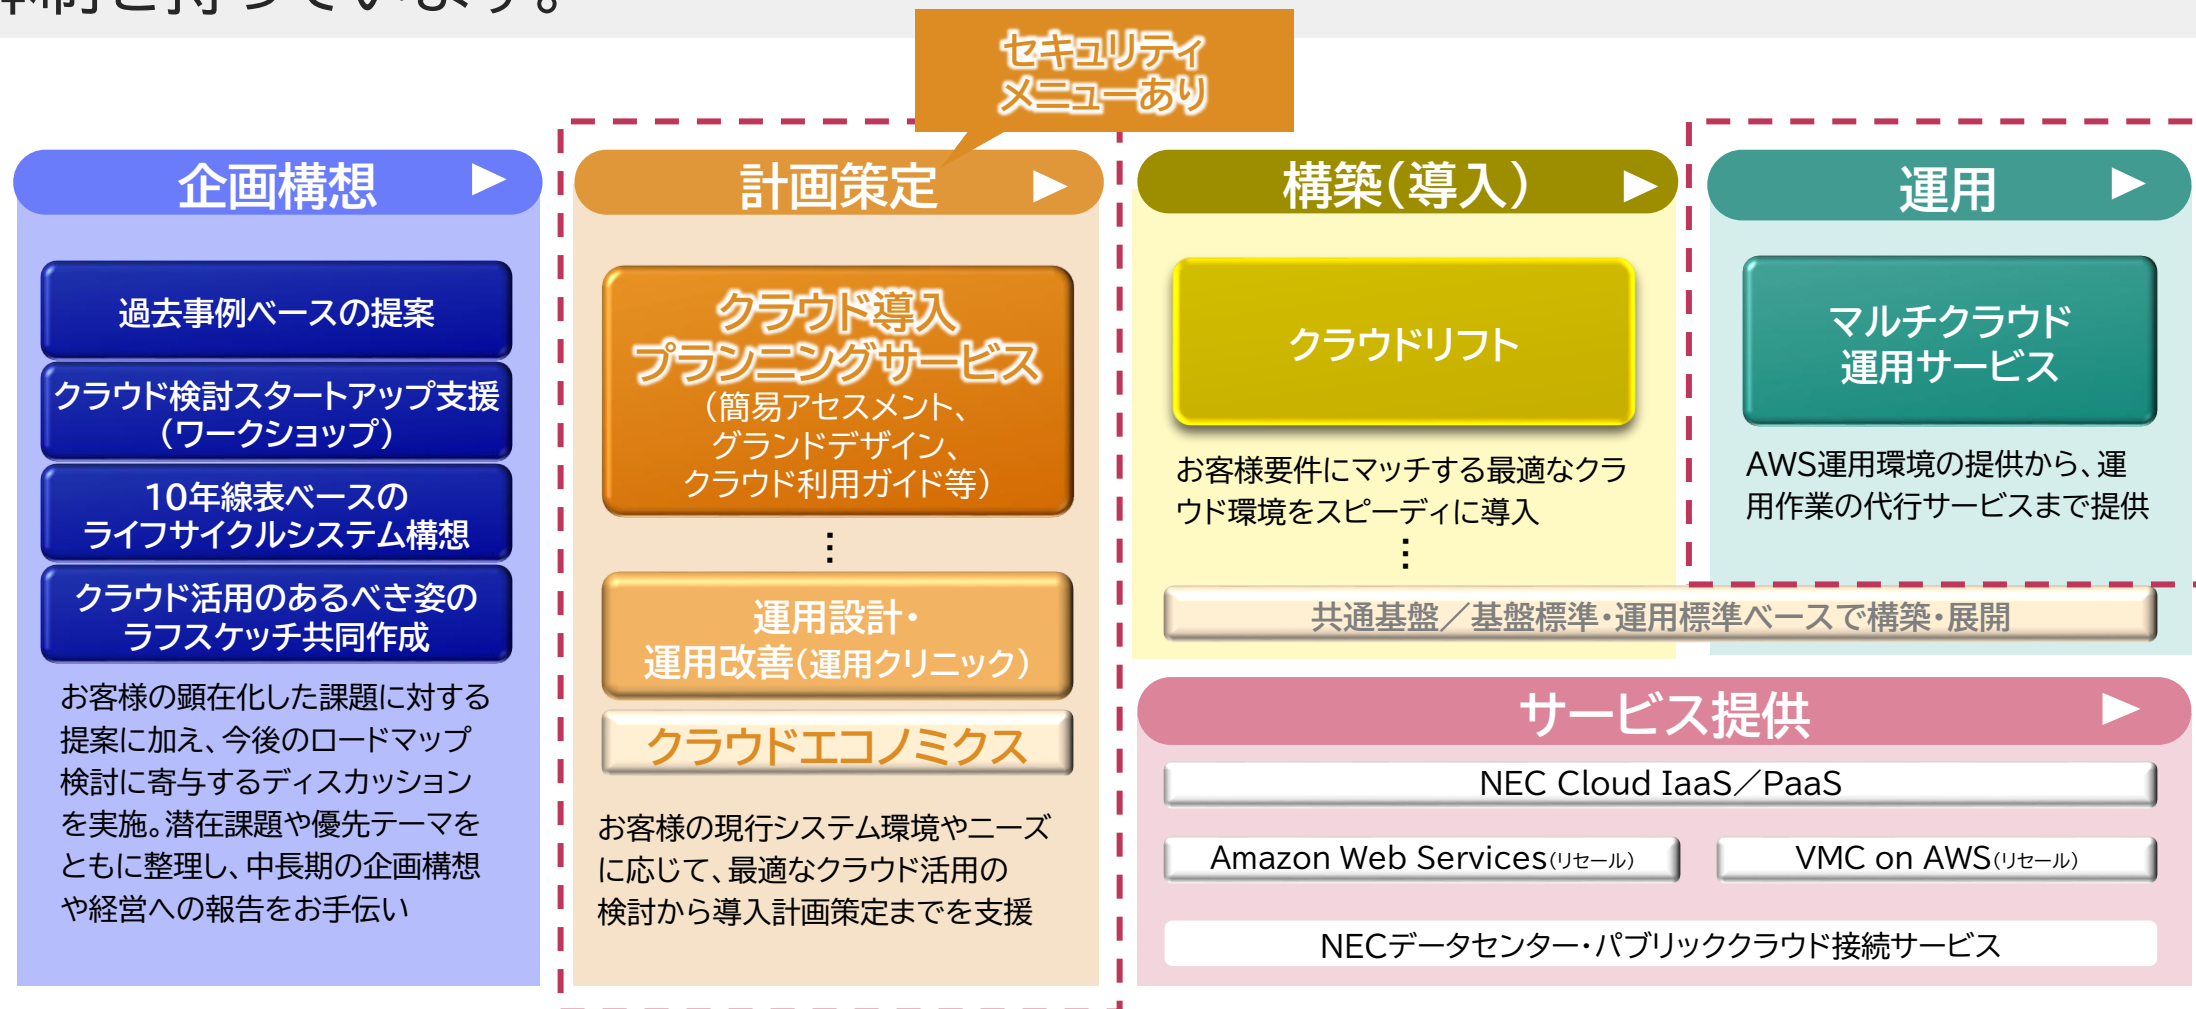 体制を持っています。
セキュリティ
メニューあり
企画構想
過去事例ベースの提案
クラウド検討スタートアップ支援
（ワークショップ）
10年線表ベースの
ライフサイクルシステム構想
クラウド活用のあるべき姿の
ラフスケッチ共同作成
お客様の顕在化した課題に対する
提案に加え、今後のロードマップ
検討に寄与するディスカッション
を実施。潜在課題や優先テーマを
ともに整理し、中長期の企画構想
や経営への報告をお手伝い
計画策定
クラウド導入
プランニングサービス
（簡易アセスメント、
グランドデザイン、
クラウド利用ガイド等）
⋮
運用設計・
運用改善（運用クリニック）
クラウドエコノミクス
お客様の現行システム環境やニーズ
に応じて、最適なクラウド活用の
検討から導入計画策定までを支援
構築（導入）
クラウドリフト
お客様要件にマッチする最適なクラ
ウド環境をスピーディに導入
⋮
運用
マルチクラウド
運用サービス
AWS運用環境の提供から、運
用作業の代行サービスまで提供
共通基盤／基盤標準・運用標準ベースで構築・展開
サービス提供
NEC Cloud IaaS／PaaS
Amazon Web Services（リセール）
VMC on AWS（リセール）
NECデータセンター・パブリッククラウド接続サービス